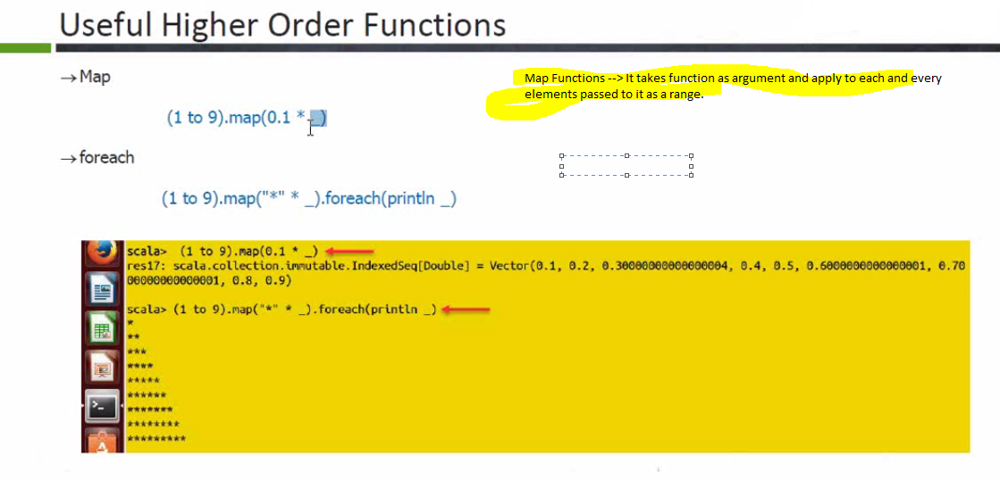 Useful Higher Order Functions
→ Map
Map Functions --> It takes function as argument and apply to each and every
elements passed to it as a range.
(1 to 9).map(0.1 * _)
→ foreach
(1 to 9).map("*" * _).foreach(println _)
scala>  (1 to 9).map(0.1 * _)
res17: scala.collection.immutable.IndexedSeq[Double] = Vector(0.1, 0.2, 0.30000000000000004, 0.4, 0.5, 0.6000000000000001, 0.70
00000000000001, 0.8, 0.9)
scala> (1 to 9).map("*" * _).foreach(println _)
*
**
***
****
*****
******
*******
********
*********